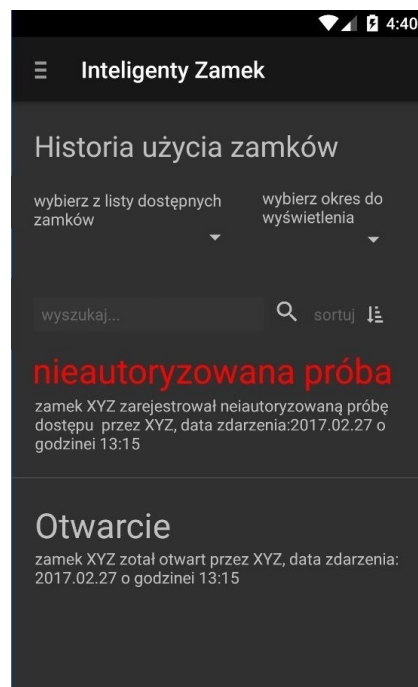 4:40
Inteligenty Zamek
Historia użycia zamków
wybierz z listy dostępnych
zamków
wybierz okres do
wyświetlenia
wyszukaj...
sortuj
nieautoryzowana próba
zamek XYZ zarejestrował neiautoryzowaną próbę
dostępu przez XYZ, data zdarzenia:2017.02.27 o
godzinei 13:15
Otwarcie
zamek XYZ zotał otwart przez XYZ, data zdarzenia:
2017.02.27 o godzinei 13:15